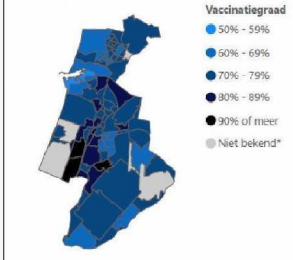 Vaccinatiegraad
50% - 59%
60% - 69%
70% - 79%
80% - 89%
90% of meer
Niet bekend*